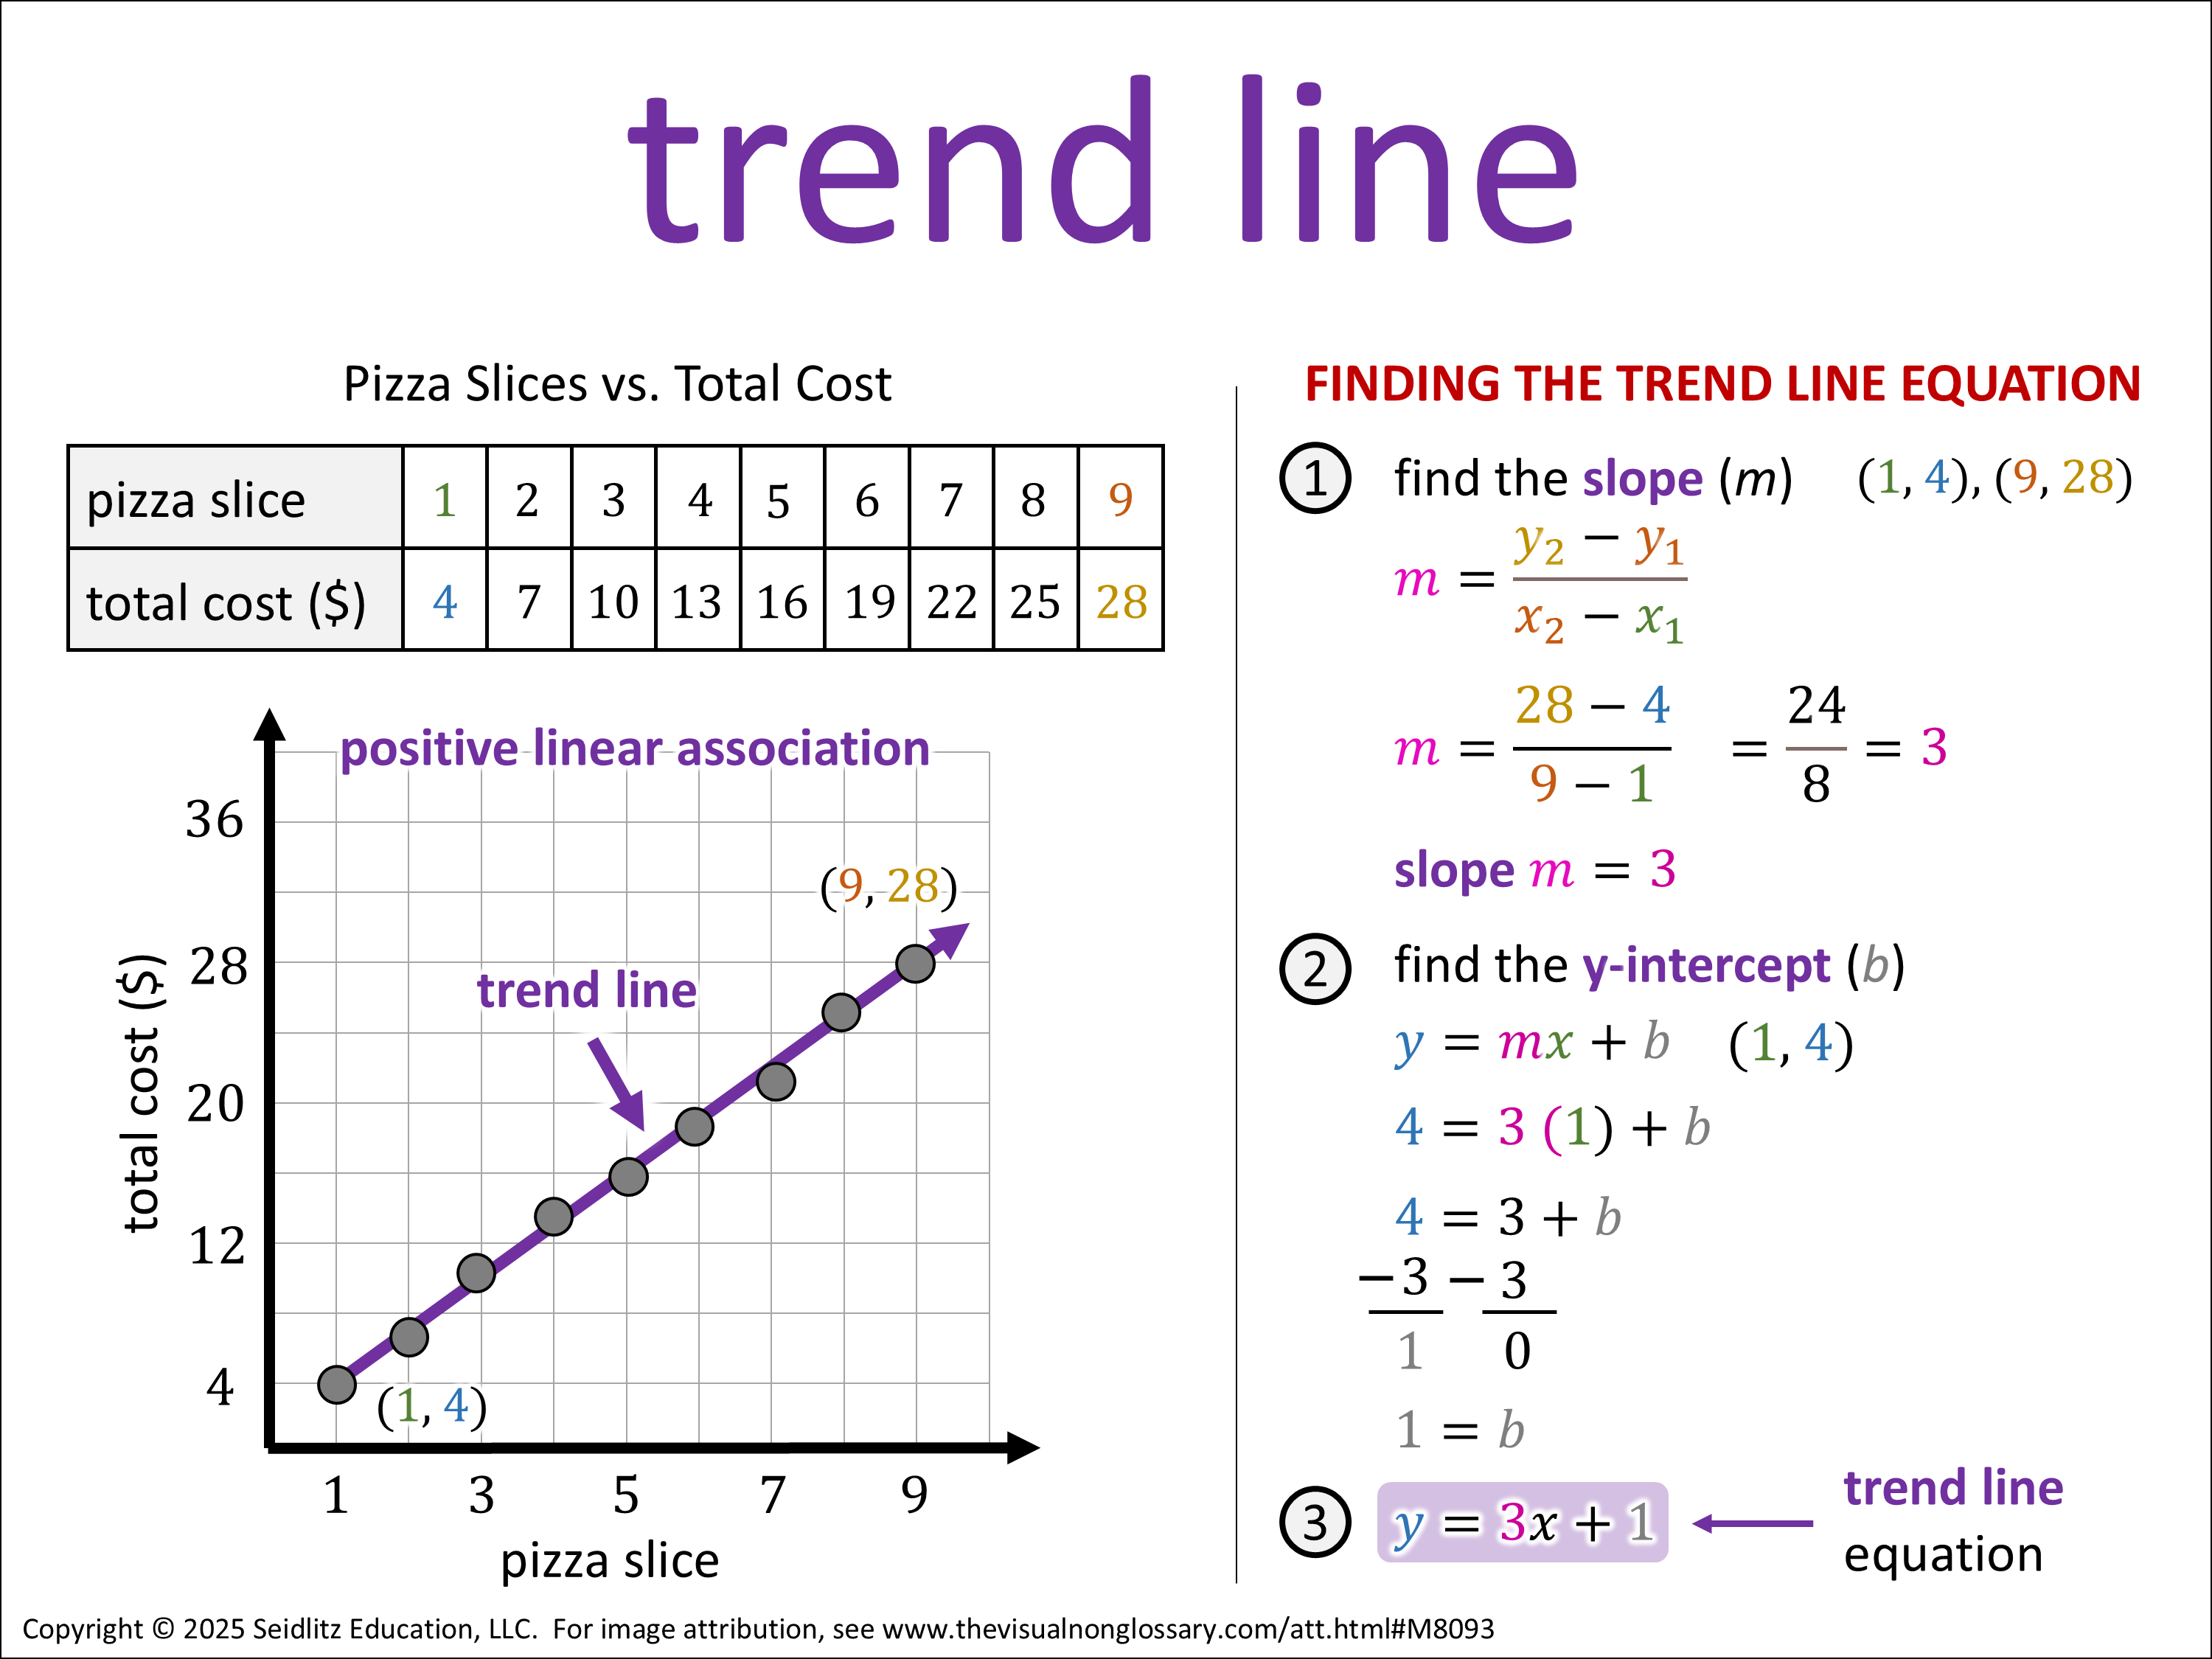 trend line
Pizza Slices vs. Total Cost
pizza slice 1 2 3 4 5 6 7 8 9
total cost ($) 4 7 10 13 16 19 22 25 28
positive linear association
36
(9, 28)
28
trend line
20
12
4
(1, 4)
total cost ($)
1 3 5 7 9
pizza slice
FINDING THE TREND LINE EQUATION
1 find the slope (m) (1, 4), (9, 28)
m = y₂ − y₁
x₂ − x₁
m = 28 − 4 = 24 = 3
9 − 1 8
slope m = 3
2 find the y-intercept (b)
y = mx + b (1, 4)
4 = 3 (1) + b
4 = 3 + b
−3 −3
1 0
1 = b
3 y = 3x + 1
trend line
equation
Copyright © 2025 Seidlitz Education, LLC. For image attribution, see www.thevisualnonglossary.com/att.html#M8093